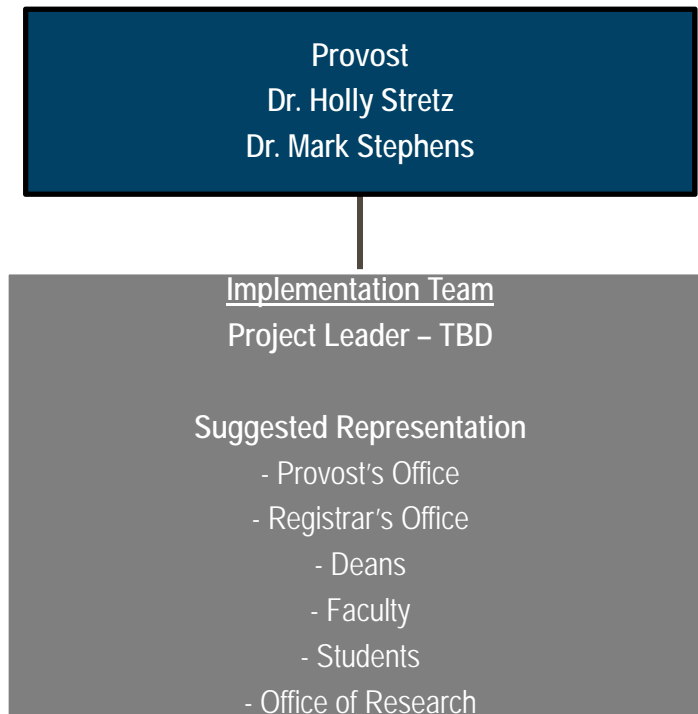 Provost
Dr. Holly Stretz
Dr. Mark Stephens
Implementation Team
Project Leader – TBD
Suggested Representation
- Provost's Office
- Registrar's Office
- Deans
- Faculty
- Students
- Office of Research